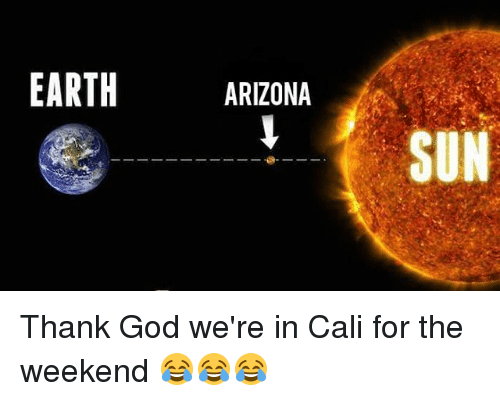 EARTH
ARIZONA
SUN
Thank God we're in Cali for the
weekend 😂😂😂